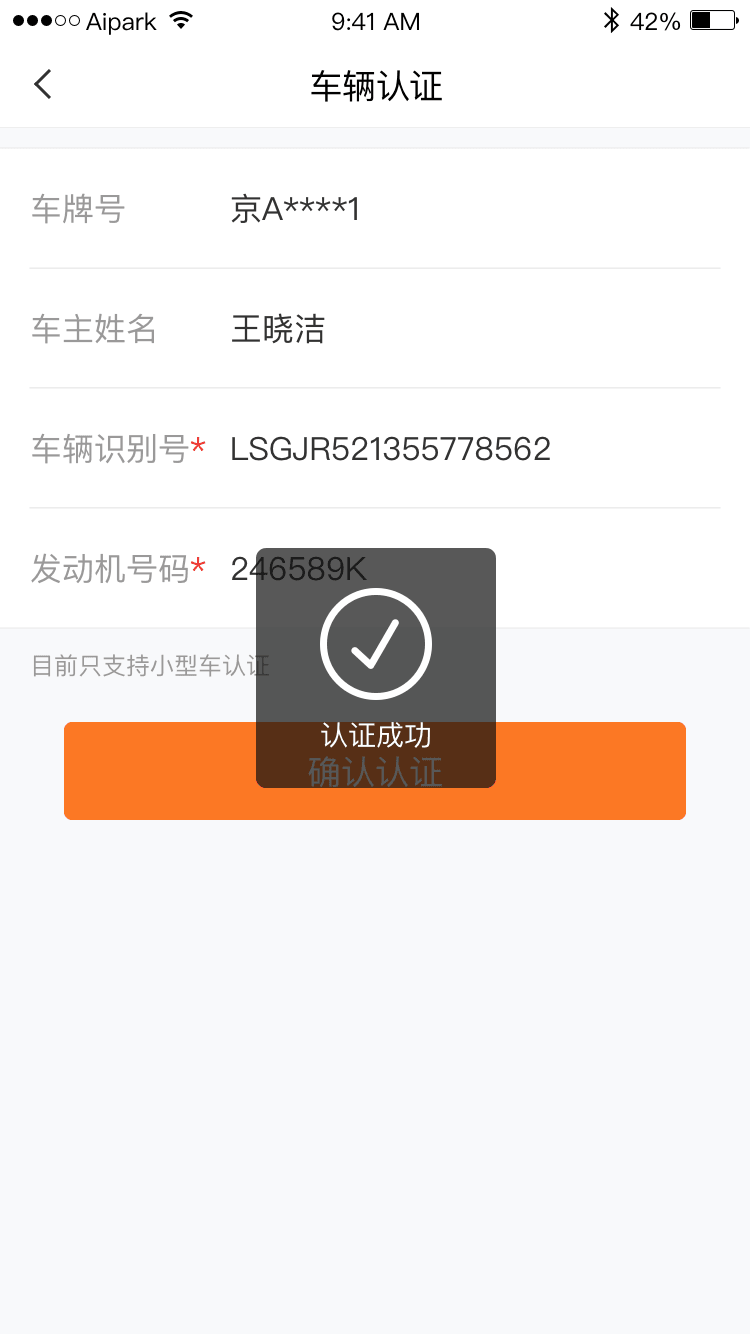 Aipark 9:41 AM 42%
车辆认证
车牌号 京A****1
车主姓名 王晓洁
车辆识别号* LSGJR521355778562
发动机号码* 246589K
目前只支持小型车认证
认证成功
确认认证